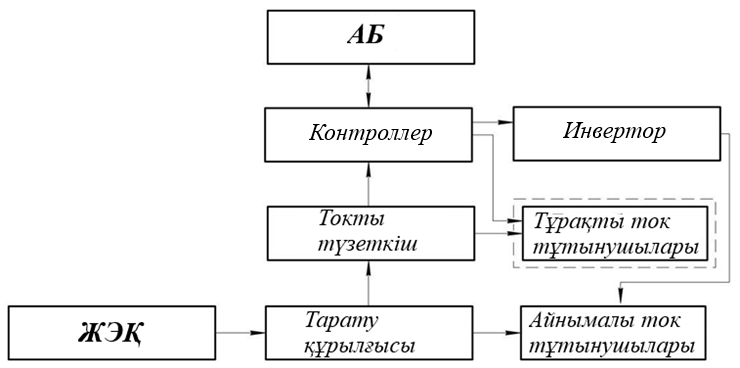 АБ
Контроллер
Инвертор
Токты
түзеткіш
Тұрақты ток
тұтынушылары
ЖЭҚ
Тарату
құрылғысы
Айнымалы ток
тұтынушылары